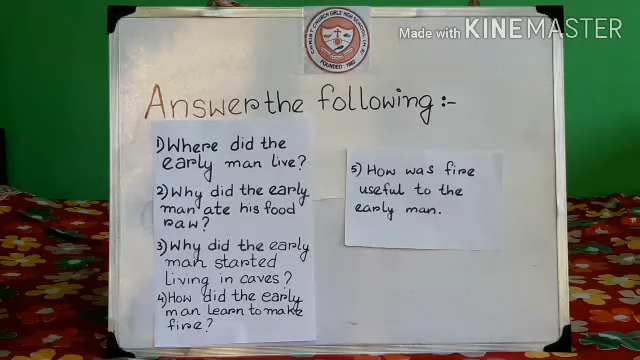 Made with KINEMASTER
Answer the following :-
1) Where did the
early man live?
2) Why did the early
man ate his food
raw?
3) Why did the early
man started
living in caves?
4) How did the early
man learn to make
fire?
5) How was fire
useful to the
early man.